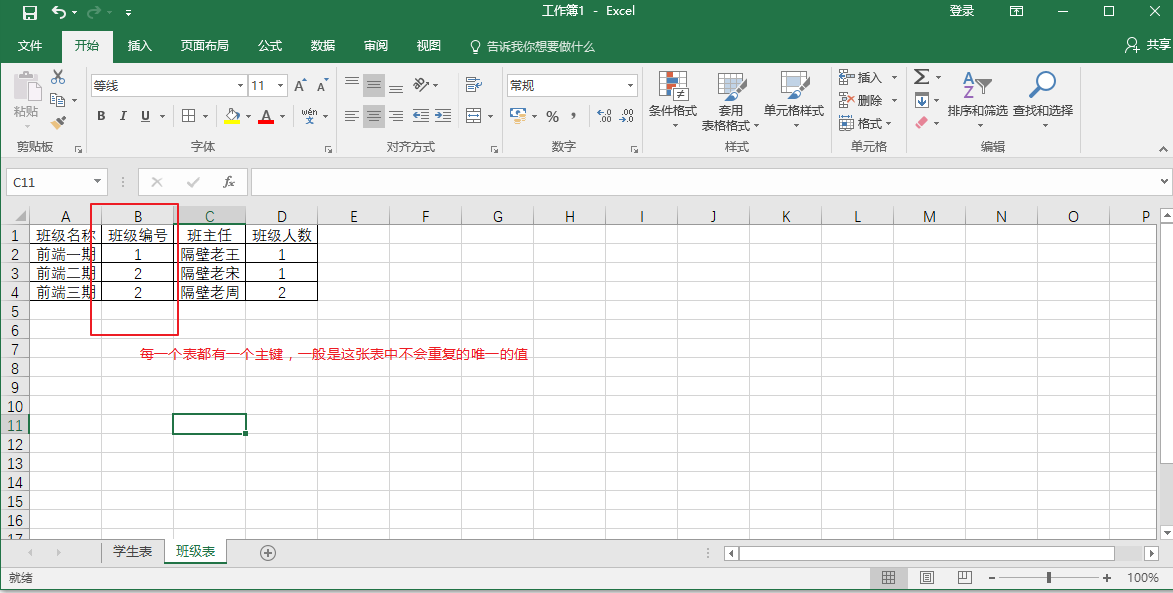 工作簿1 - Excel
登录
文件 开始 插入 页面布局 公式 数据 审阅 视图 告诉我你想要做什么 共享
等线 11 常规
粘贴
B I U
wén
条件格式 套用 表格格式 单元格样式
插入
删除
格式
排序和筛选 查找和选择
剪贴板 字体 对齐方式 数字 样式 单元格 编辑
C11 fx
A B C D E F G H I J K L M N O P
1 班级名称 班级编号 班主任 班级人数
2 前端一期 1 隔壁老王 1
3 前端二期 2 隔壁老宋 1
4 前端三期 2 隔壁老周 2
5
6
7 每一个表都有一个主键，一般是这张表中不会重复的唯一的值
8
9
10
11
12
13
14
15
16
17
学生表 班级表
就绪 100%